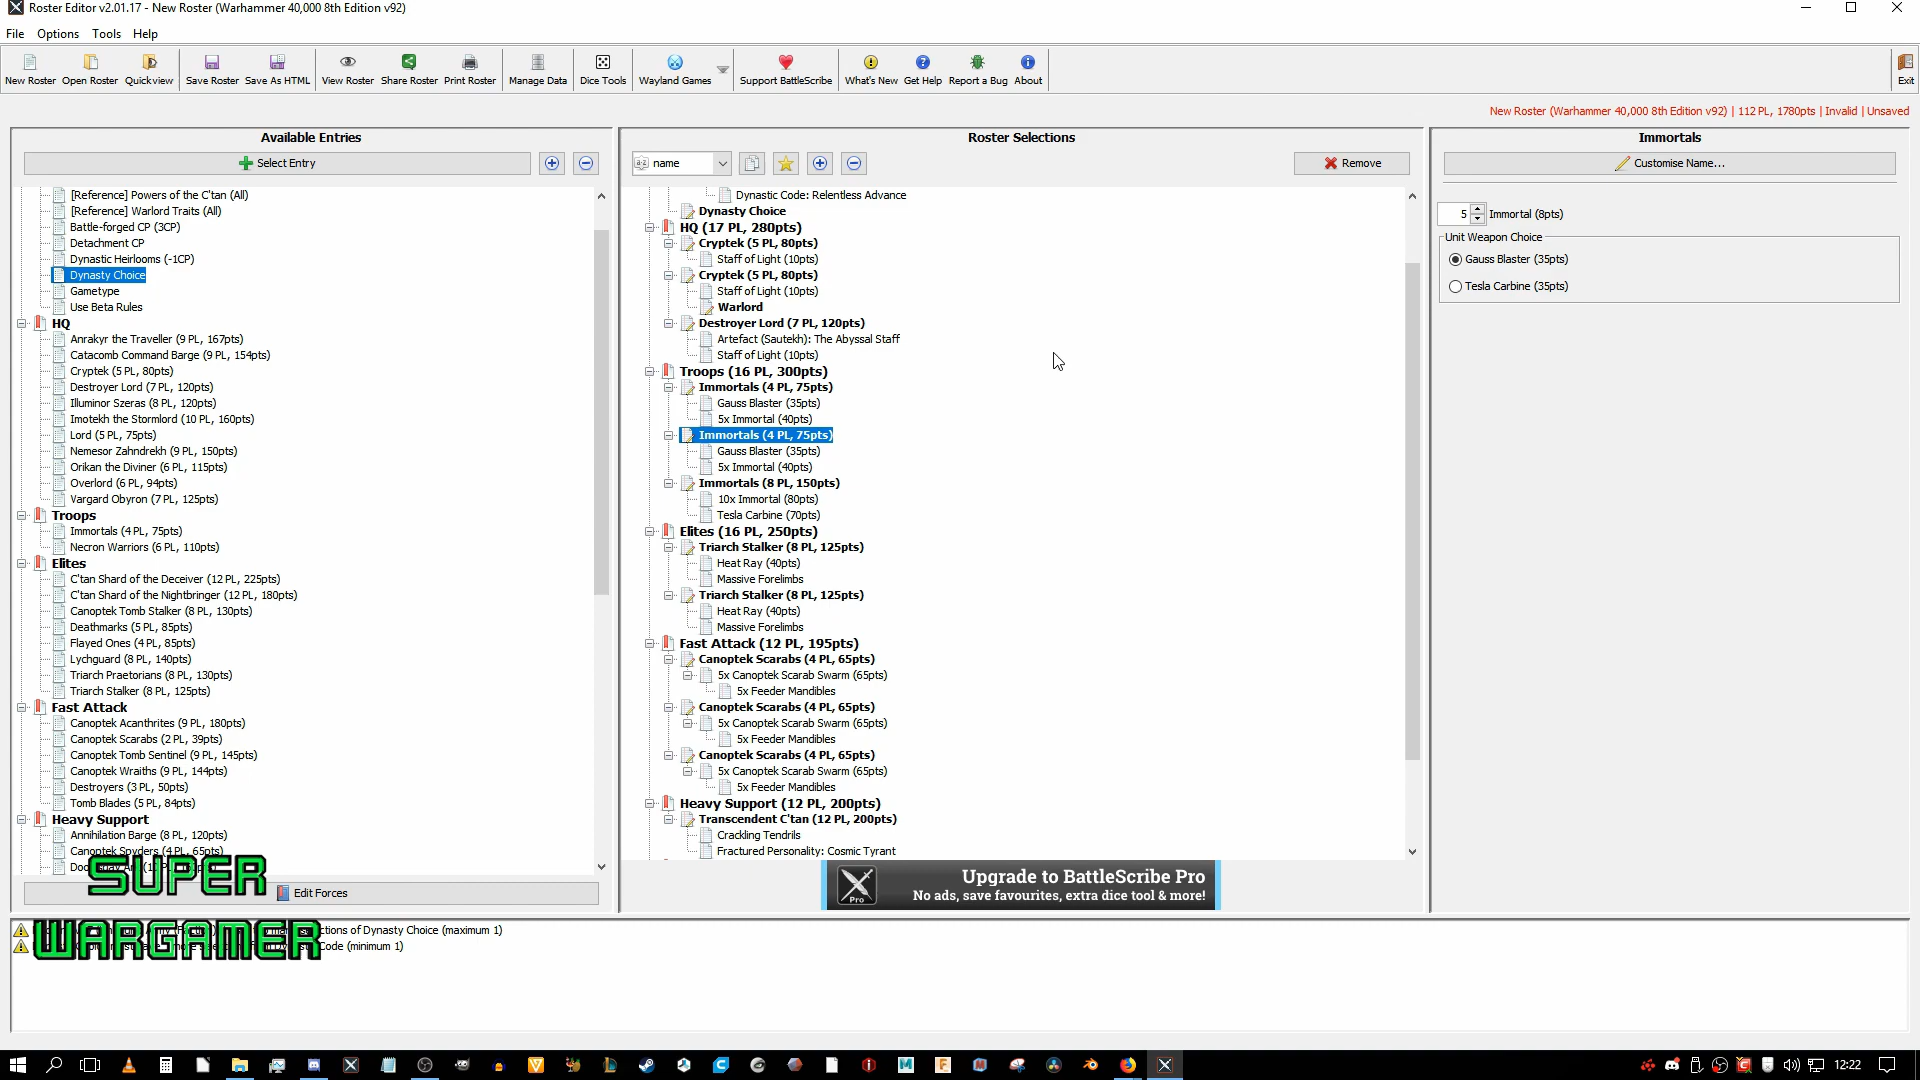 Roster Editor v2.01.17 - New Roster (Warhammer 40,000 8th Edition v92)
File Options Tools Help
New Roster Open Roster Quickview Save Roster Save As HTML View Roster Share Roster Print Roster Manage Data Dice Tools Wayland Games Support BattleScribe What's New Get Help Report a Bug About Exit
New Roster (Warhammer 40,000 8th Edition v92) | 112 PL, 1780pts | Invalid | Unsaved
Available Entries
Select Entry
[Reference] Powers of the C'tan (All)
[Reference] Warlord Traits (All)
Battle-forged CP (3CP)
Detachment CP
Dynastic Heirlooms (-1CP)
Dynasty Choice
Gametype
Use Beta Rules
HQ
Anrakyr the Traveller (9 PL, 167pts)
Catacomb Command Barge (9 PL, 154pts)
Cryptek (5 PL, 80pts)
Destroyer Lord (7 PL, 120pts)
Illuminor Szeras (8 PL, 120pts)
Imotekh the Stormlord (10 PL, 160pts)
Lord (5 PL, 75pts)
Nemesor Zahndrekh (9 PL, 150pts)
Orikan the Diviner (6 PL, 115pts)
Overlord (6 PL, 94pts)
Vargard Obyron (7 PL, 125pts)
Troops
Immortals (4 PL, 75pts)
Necron Warriors (6 PL, 110pts)
Elites
C'tan Shard of the Deceiver (12 PL, 225pts)
C'tan Shard of the Nightbringer (12 PL, 180pts)
Canoptek Tomb Stalker (8 PL, 130pts)
Deathmarks (5 PL, 85pts)
Flayed Ones (4 PL, 85pts)
Lychguard (8 PL, 140pts)
Triarch Praetorians (8 PL, 130pts)
Triarch Stalker (8 PL, 125pts)
Fast Attack
Canoptek Acanthrites (9 PL, 180pts)
Canoptek Scarabs (2 PL, 39pts)
Canoptek Tomb Sentinel (9 PL, 145pts)
Canoptek Wraiths (9 PL, 144pts)
Destroyers (3 PL, 50pts)
Tomb Blades (5 PL, 84pts)
Heavy Support
Annihilation Barge (8 PL, 120pts)
Canoptek Spyders (4 PL, 65pts)
Edit Forces
Roster Selections
name
Remove
Dynastic Code: Relentless Advance
Dynasty Choice
HQ (17 PL, 280pts)
Cryptek (5 PL, 80pts)
Staff of Light (10pts)
Cryptek (5 PL, 80pts)
Staff of Light (10pts)
Warlord
Destroyer Lord (7 PL, 120pts)
Artefact (Sautekh): The Abyssal Staff
Staff of Light (10pts)
Troops (16 PL, 300pts)
Immortals (4 PL, 75pts)
Gauss Blaster (35pts)
5x Immortal (40pts)
Immortals (4 PL, 75pts)
Gauss Blaster (35pts)
5x Immortal (40pts)
Immortals (8 PL, 150pts)
10x Immortal (80pts)
Tesla Carbine (70pts)
Elites (16 PL, 250pts)
Triarch Stalker (8 PL, 125pts)
Heat Ray (40pts)
Massive Forelimbs
Triarch Stalker (8 PL, 125pts)
Heat Ray (40pts)
Massive Forelimbs
Fast Attack (12 PL, 195pts)
Canoptek Scarabs (4 PL, 65pts)
5x Canoptek Scarab Swarm (65pts)
5x Feeder Mandibles
Canoptek Scarabs (4 PL, 65pts)
5x Canoptek Scarab Swarm (65pts)
5x Feeder Mandibles
Canoptek Scarabs (4 PL, 65pts)
5x Canoptek Scarab Swarm (65pts)
5x Feeder Mandibles
Heavy Support (12 PL, 200pts)
Transcendent C'tan (12 PL, 200pts)
Crackling Tendrils
Fractured Personality: Cosmic Tyrant
Pro
Upgrade to BattleScribe Pro
No ads, save favourites, extra dice tool & more!
Immortals
Customise Name...
5 Immortal (8pts)
Unit Weapon Choice
Gauss Blaster (35pts)
Tesla Carbine (35pts)
SUPER
WARGAMER
of Dynasty Choice (maximum 1)
Code (minimum 1)
12:22